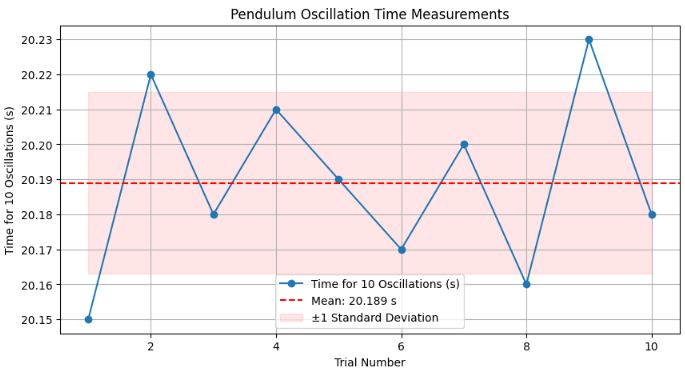 Pendulum Oscillation Time Measurements
Time for 10 Oscillations (s)
20.23
20.22
20.21
20.20
20.19
20.18
20.17
20.16
20.15
Time for 10 Oscillations (s)
Mean: 20.189 s
±1 Standard Deviation
2
4
6
8
10
Trial Number